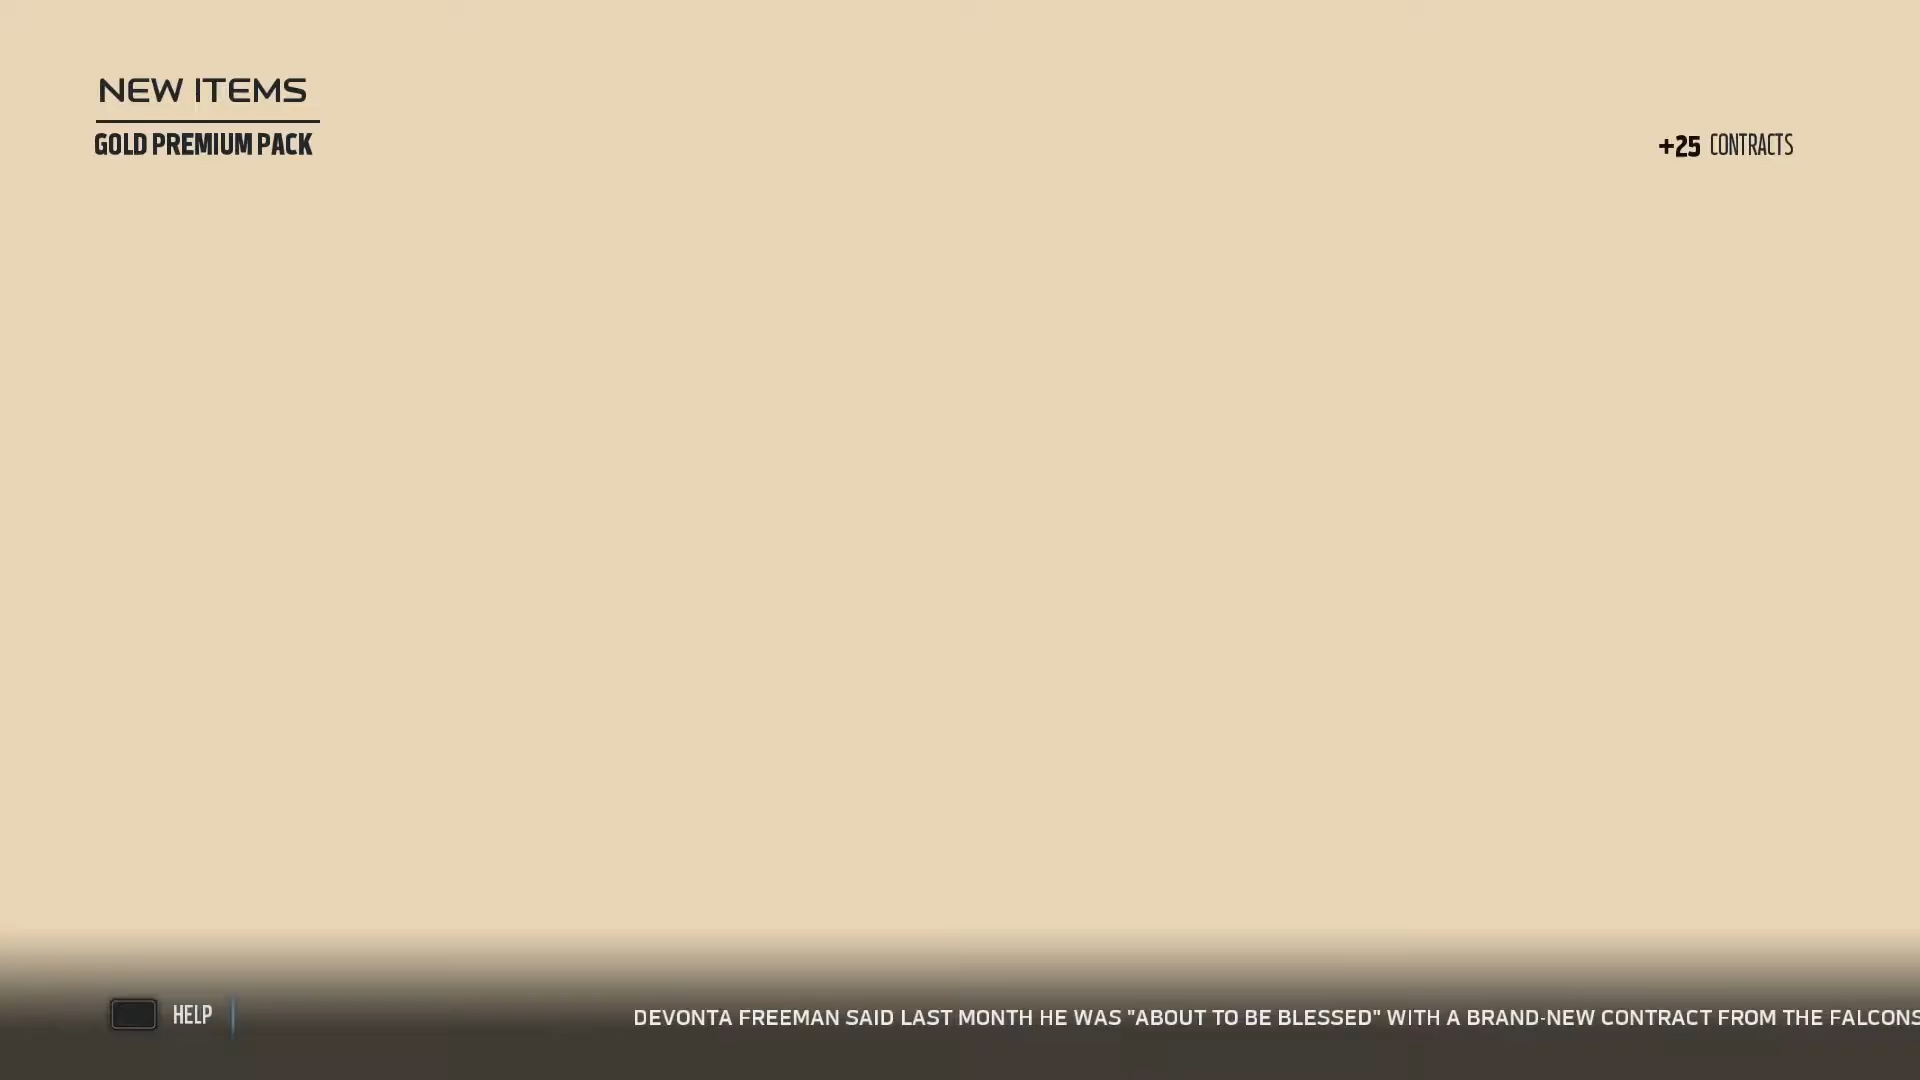 NEW ITEMS
GOLD PREMIUM PACK
+25 CONTRACTS
HELP
DEVONTA FREEMAN SAID LAST MONTH HE WAS "ABOUT TO BE BLESSED" WITH A BRAND-NEW CONTRACT FROM THE FALCONS